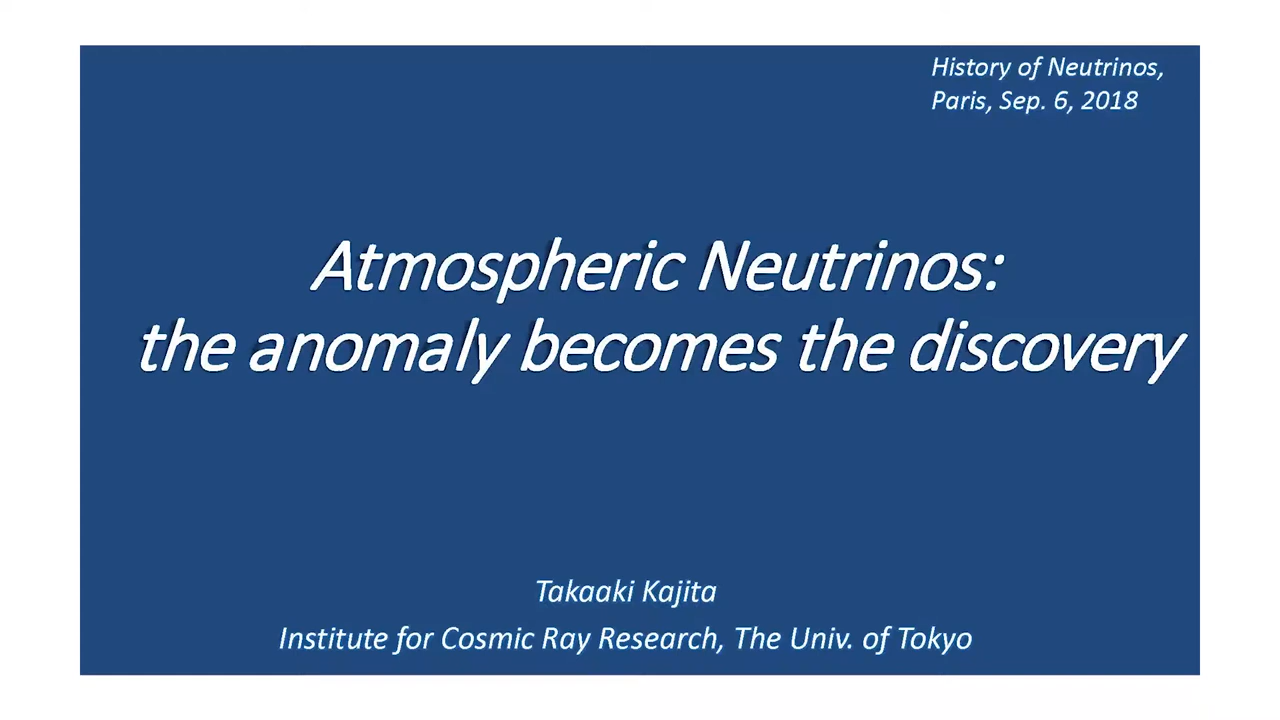 History of Neutrinos,
Paris, Sep. 6, 2018
Atmospheric Neutrinos:
the anomaly becomes the discovery
Takaaki Kajita
Institute for Cosmic Ray Research, The Univ. of Tokyo